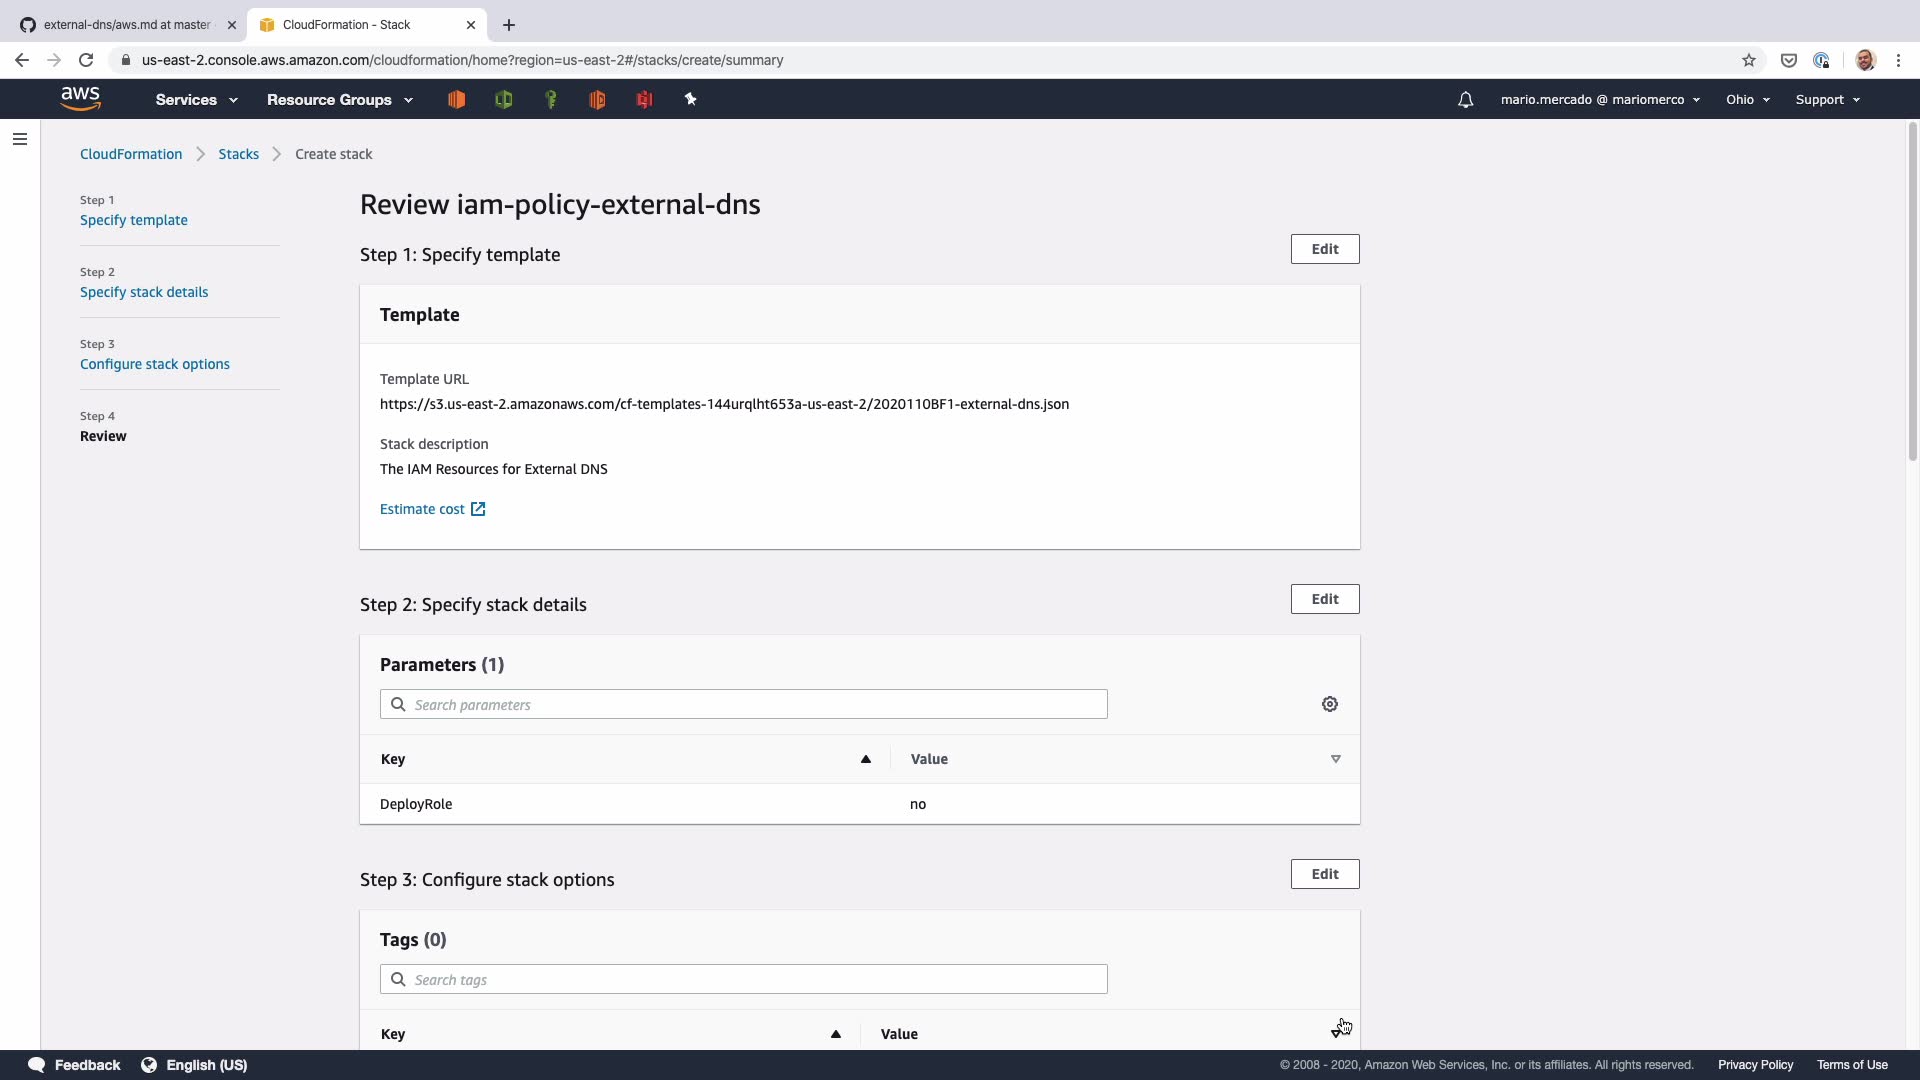 external-dns/aws.md at master
CloudFormation - Stack
us-east-2.console.aws.amazon.com/cloudformation/home?region=us-east-2#/stacks/create/summary
aws
Services
Resource Groups
mario.mercado @ mariomerco
Ohio
Support
CloudFormation
Stacks
Create stack
Step 1
Specify template
Step 2
Specify stack details
Step 3
Configure stack options
Step 4
Review
Review iam-policy-external-dns
Step 1: Specify template
Edit
Template
Template URL
https://s3.us-east-2.amazonaws.com/cf-templates-144urqlht653a-us-east-2/2020110BF1-external-dns.json
Stack description
The IAM Resources for External DNS
Estimate cost
Step 2: Specify stack details
Edit
Parameters (1)
Search parameters
Key
Value
DeployRole
no
Step 3: Configure stack options
Edit
Tags (0)
Search tags
Key
Value
Feedback
English (US)
© 2008 - 2020, Amazon Web Services, Inc. or its affiliates. All rights reserved.
Privacy Policy
Terms of Use